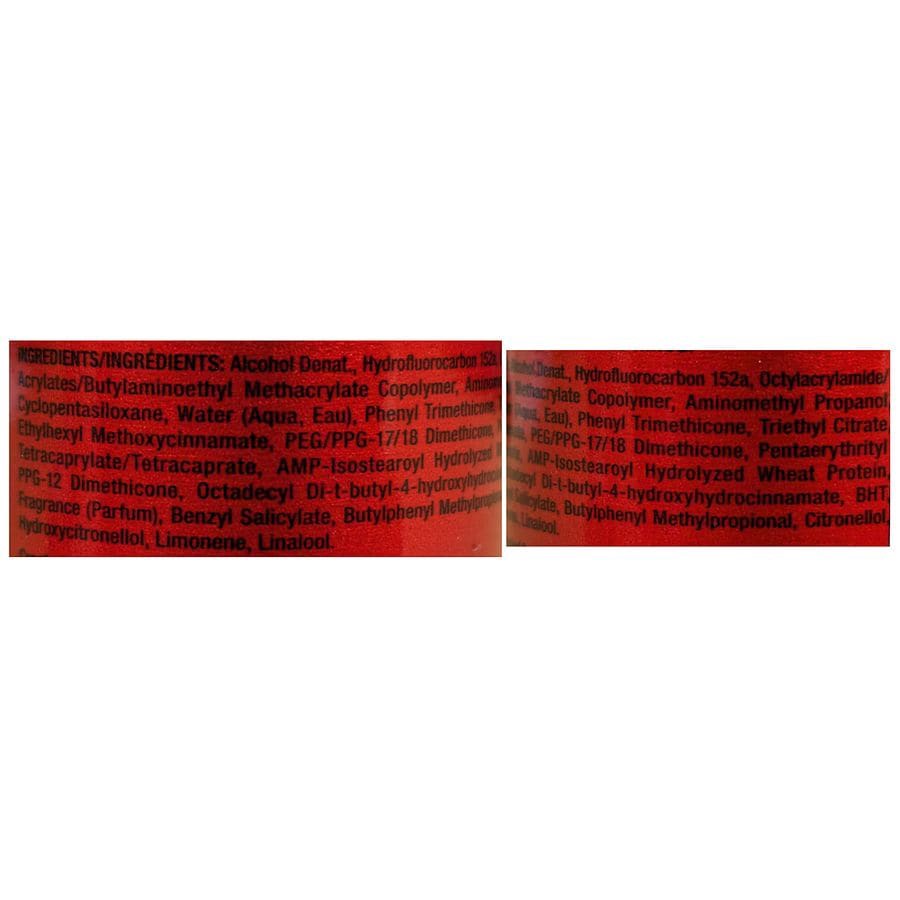 INGREDIENTS/INGRÉDIENTS: Alcohol Denat., Hydrofluorocarbon 152a,
Acrylates/Butylaminoethyl Methacrylate Copolymer,
Cyclopentasiloxane, Water (Aqua, Eau), Phenyl Trimethicone,
Ethylhexyl Methoxycinnamate, PEG/PPG-17/18 Dimethicone,
Tetracaprylate/Tetracaprate, AMP-Isostearoyl Hydrolyzed
PPG-12 Dimethicone, Octadecyl Di-t-butyl-4-hydroxyhydro
Fragrance (Parfum), Benzyl Salicylate, Butylphenyl Methylpro
Hydroxycitronellol, Limonene, Linalool.
Denat., Hydrofluorocarbon 152a, Octylacrylamide/
Methacrylate Copolymer, Aminomethyl Propanol,
Eau), Phenyl Trimethicone, Triethyl Citrate,
PEG/PPG-17/18 Dimethicone, Pentaerythrityl
AMP-Isostearoyl Hydrolyzed Wheat Protein,
Di-t-butyl-4-hydroxyhydrocinnamate, BHT,
Salicylate, Butylphenyl Methylpropional, Citronellol,
Linalool.